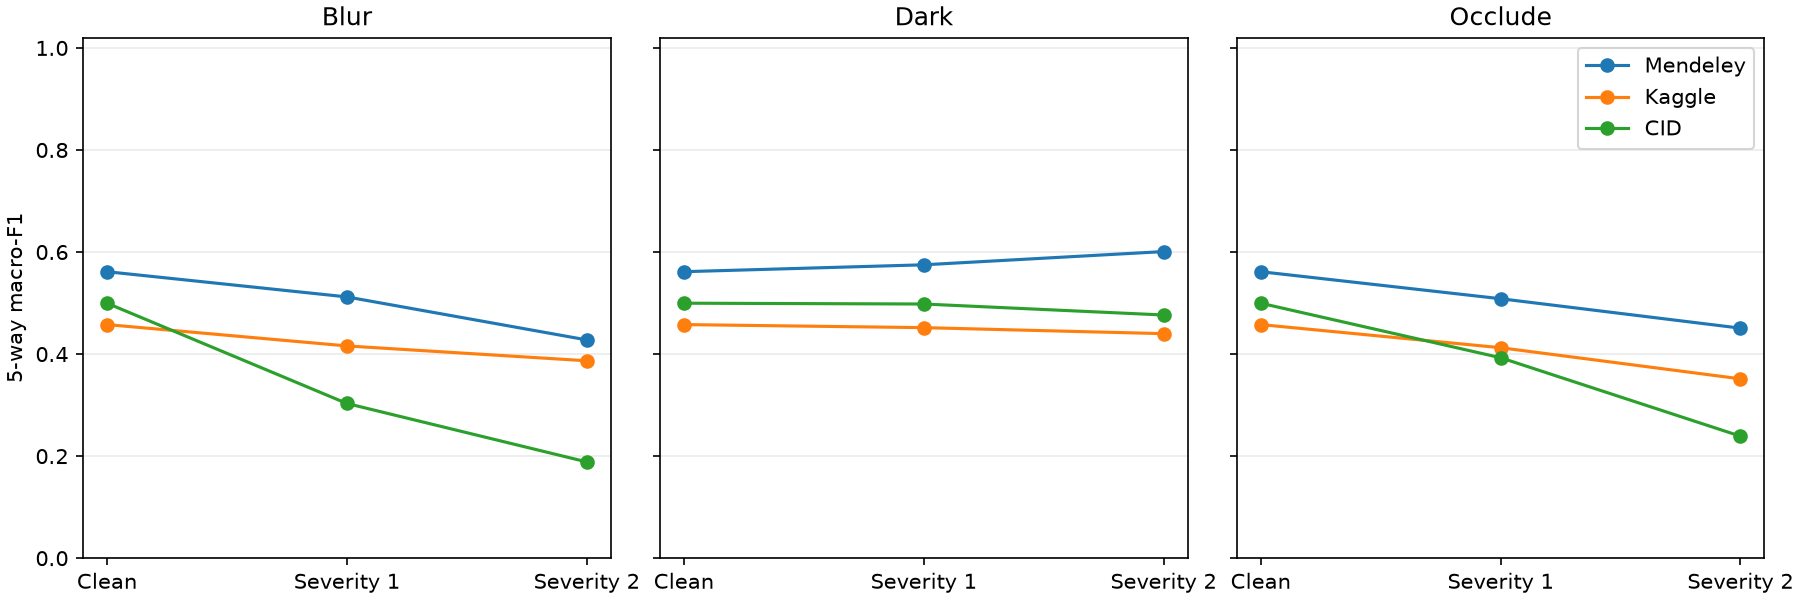 Blur
Dark
Occlude
5-way macro-F1
1.0
0.8
0.6
0.4
0.2
0.0
Clean
Severity 1
Severity 2
Clean
Severity 1
Severity 2
Clean
Severity 1
Severity 2
Mendeley
Kaggle
CID